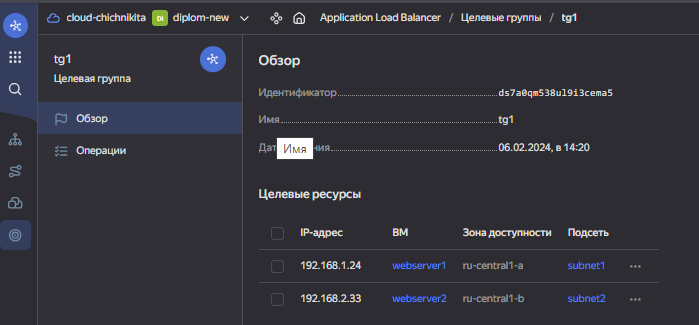 cloud-chichnikita DI diplom-new Application Load Balancer / Целевые группы / tg1
tg1
Целевая группа
Обзор
Операции
Обзор
Идентификатор ds7a0qm538ul9i3cema5
Имя tg1
Дат Имя ния 06.02.2024, в 14:20
Целевые ресурсы
IP-адрес ВМ Зона доступности Подсеть
192.168.1.24 webserver1 ru-central1-a subnet1
192.168.2.33 webserver2 ru-central1-b subnet2